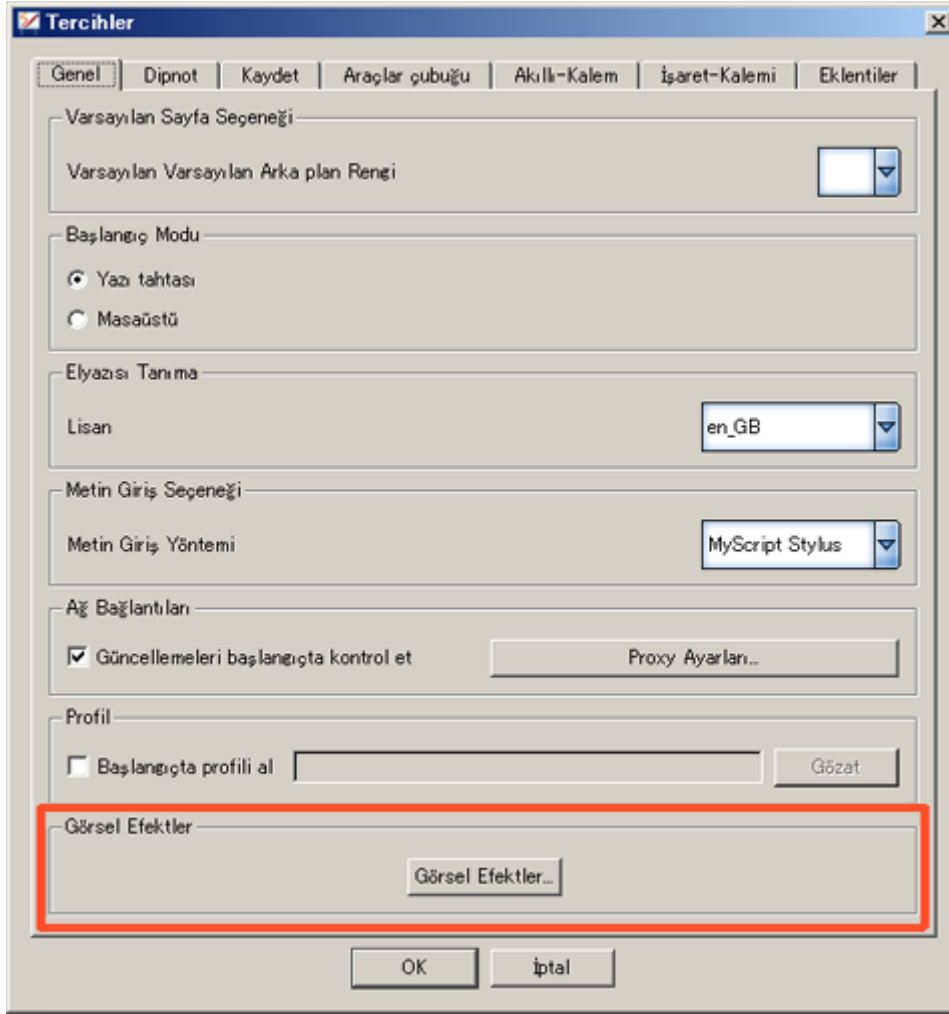 Tercihler
Genel Dipnot Kaydet Araçlar çubuğu Akıllı-Kalem İşaret-Kalemi Eklentiler
Varsayılan Sayfa Seçeneği
Varsayılan Varsayılan Arka plan Rengi
Başlangıç Modu
Yazı tahtası
Masaüstü
Elyazısı Tanıma
Lisan en_GB
Metin Giriş Seçeneği
Metin Giriş Yöntemi MyScript Stylus
Ağ Bağlantıları
Güncellemeleri başlangıçta kontrol et Proxy Ayarları...
Profil
Başlangıçta profili al Gözat
Görsel Efektler
Görsel Efektler...
OK İptal